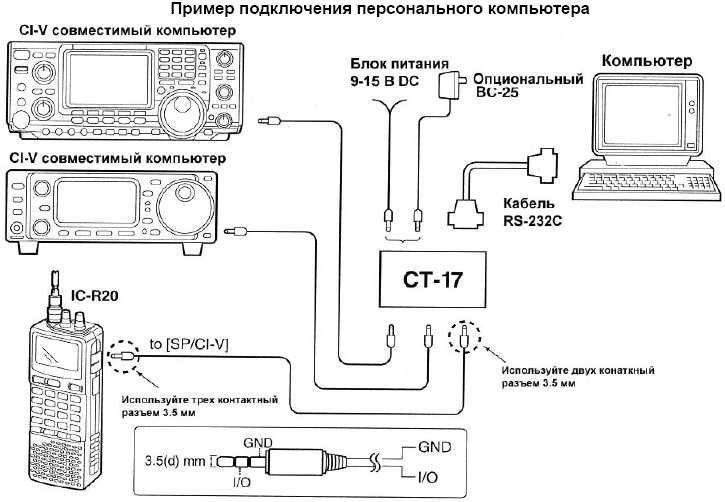 Пример подключения персонального компьютера
CI-V совместимый компьютер
Блок питания
9-15 В DC
Опциональный
BC-25
Компьютер
CI-V совместимый компьютер
Кабель
RS-232C
CT-17
IC-R20
to [SP/CI-V]
Используйте двух конаткный
разъем 3.5 мм
Используйте трех контактный
разъем 3.5 мм
GND
GND
3.5(d) mm
I/O
I/O